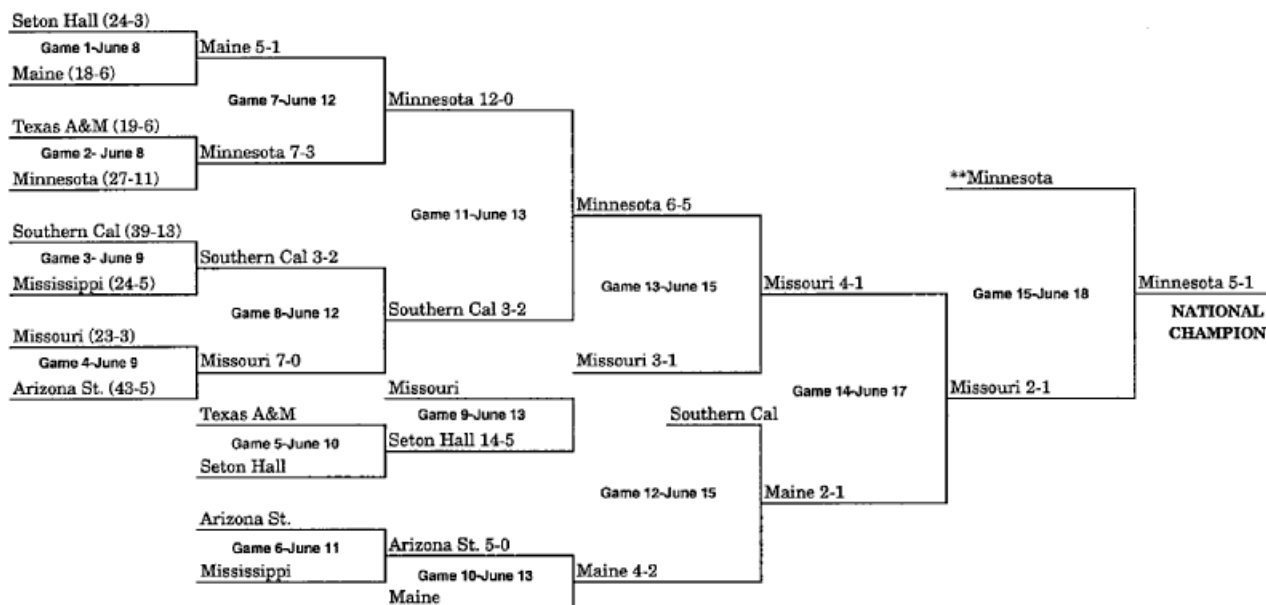 Seton Hall (24-3)
Game 1-June 8
Maine (18-6)
Maine 5-1
Game 7-June 12
Minnesota 12-0
Texas A&M (19-6)
Game 2- June 8
Minnesota (27-11)
Minnesota 7-3
Game 11-June 13
Minnesota 6-5
**Minnesota
Southern Cal (39-13)
Game 3- June 9
Mississippi (24-5)
Southern Cal 3-2
Game 8-June 12
Southern Cal 3-2
Game 13-June 15
Missouri 4-1
Game 15-June 18
Minnesota 5-1
NATIONAL
CHAMPION
Missouri (23-3)
Game 4-June 9
Arizona St. (43-5)
Missouri 7-0
Missouri 3-1
Game 14-June 17
Missouri 2-1
Missouri
Game 9-June 13
Seton Hall 14-5
Texas A&M
Game 5-June 10
Seton Hall
Southern Cal
Game 12-June 15
Maine 2-1
Arizona St.
Game 6-June 11
Mississippi
Arizona St. 5-0
Game 10-June 13
Maine
Maine 4-2